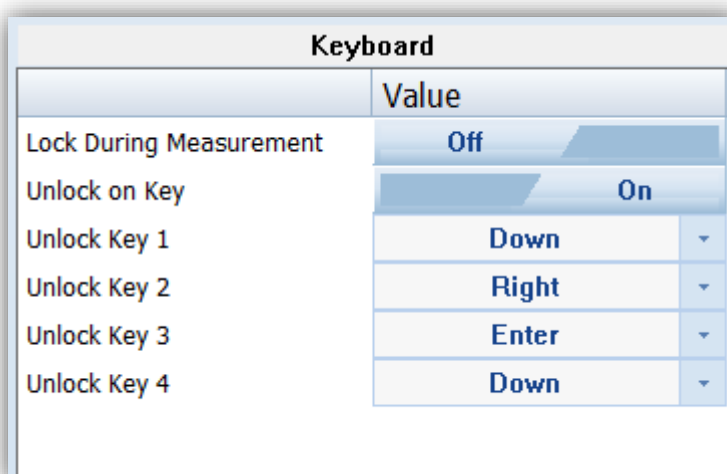 Keyboard
Value
Lock During Measurement Off
Unlock on Key On
Unlock Key 1 Down
Unlock Key 2 Right
Unlock Key 3 Enter
Unlock Key 4 Down